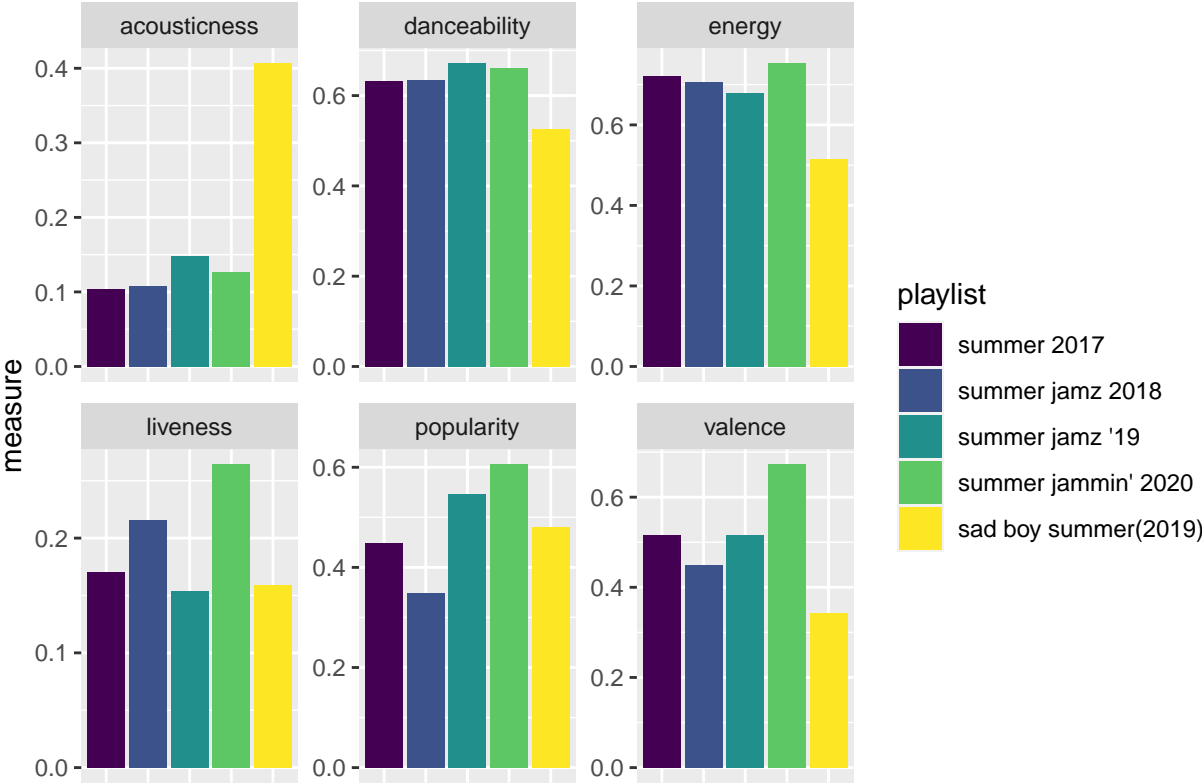 acousticness
danceability
energy
0.4
0.3
0.2
0.1
0.0
0.6
0.4
0.2
0.0
0.6
0.4
0.2
0.0
measure
liveness
popularity
valence
0.2
0.1
0.0
0.6
0.4
0.2
0.0
0.6
0.4
0.2
0.0
playlist
summer 2017
summer jamz 2018
summer jamz '19
summer jammin' 2020
sad boy summer(2019)